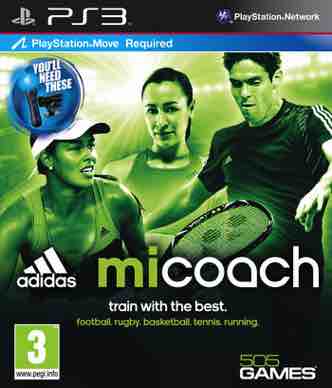 PS3
PlayStation®Network
PlayStation®Move Required
YOU'LL
NEED
THESE
adidas
micoach
train with the best.
football. rugby. basketball. tennis. running.
3
www.pegi.info
505
GAMES™